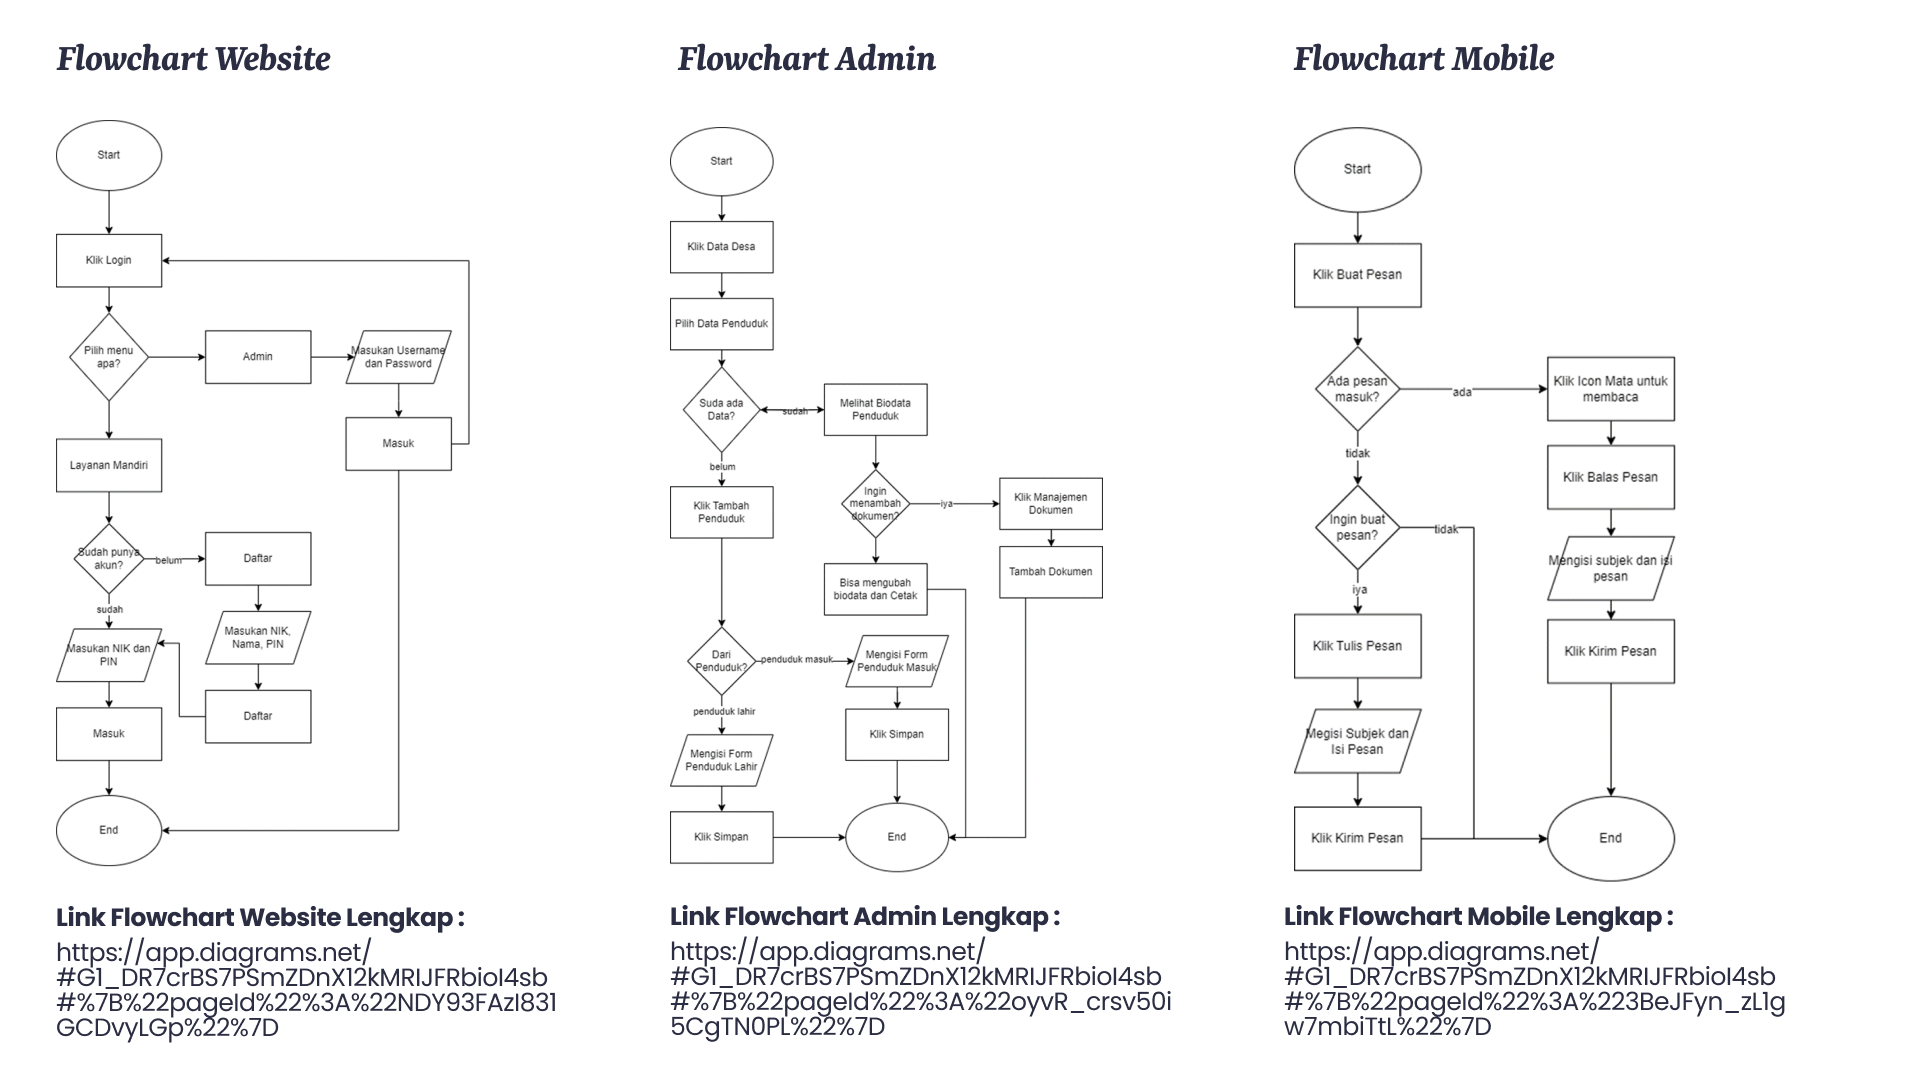 Flowchart Website
Start
Klik Login
Pilih menu
apa?
Admin
Masukan Username
dan Password
Masuk
Layanan Mandiri
Sudah punya
akun?
belum
Daftar
sudah
Masukan NIK,
Nama, PIN
Masukan NIK dan
PIN
Daftar
Masuk
End
Link Flowchart Website Lengkap :
https://app.diagrams.net/
#G1_DR7crBS7PSmZDnX12kMRIJFRbioI4sb
#%7B%22pageId%22%3A%22NDY93FAzI831
GCDvyLGp%22%7D
Flowchart Admin
Start
Klik Data Desa
Pilih Data Penduduk
Suda ada
Data?
sudah
Melihat Biodata
Penduduk
belum
Klik Tambah
Penduduk
Ingin
menambah
dokumen?
iya
Klik Manajemen
Dokumen
Tambah Dokumen
Bisa mengubah
biodata dan Cetak
Dari
Penduduk?
penduduk masuk
Mengisi Form
Penduduk Masuk
penduduk lahir
Klik Simpan
Mengisi Form
Penduduk Lahir
Klik Simpan
End
Link Flowchart Admin Lengkap :
https://app.diagrams.net/
#G1_DR7crBS7PSmZDnX12kMRIJFRbioI4sb
#%7B%22pageId%22%3A%22oyvR_crsv50i
5CgTN0PL%22%7D
Flowchart Mobile
Start
Klik Buat Pesan
Ada pesan
masuk?
ada
Klik Icon Mata untuk
membaca
tidak
Klik Balas Pesan
Ingin buat
pesan?
tidak
Mengisi subjek dan isi
pesan
iya
Klik Tulis Pesan
Klik Kirim Pesan
Megisi Subjek dan
Isi Pesan
Klik Kirim Pesan
End
Link Flowchart Mobile Lengkap :
https://app.diagrams.net/
#G1_DR7crBS7PSmZDnX12kMRIJFRbioI4sb
#%7B%22pageId%22%3A%223BeJFyn_zL1g
w7mbiTtL%22%7D